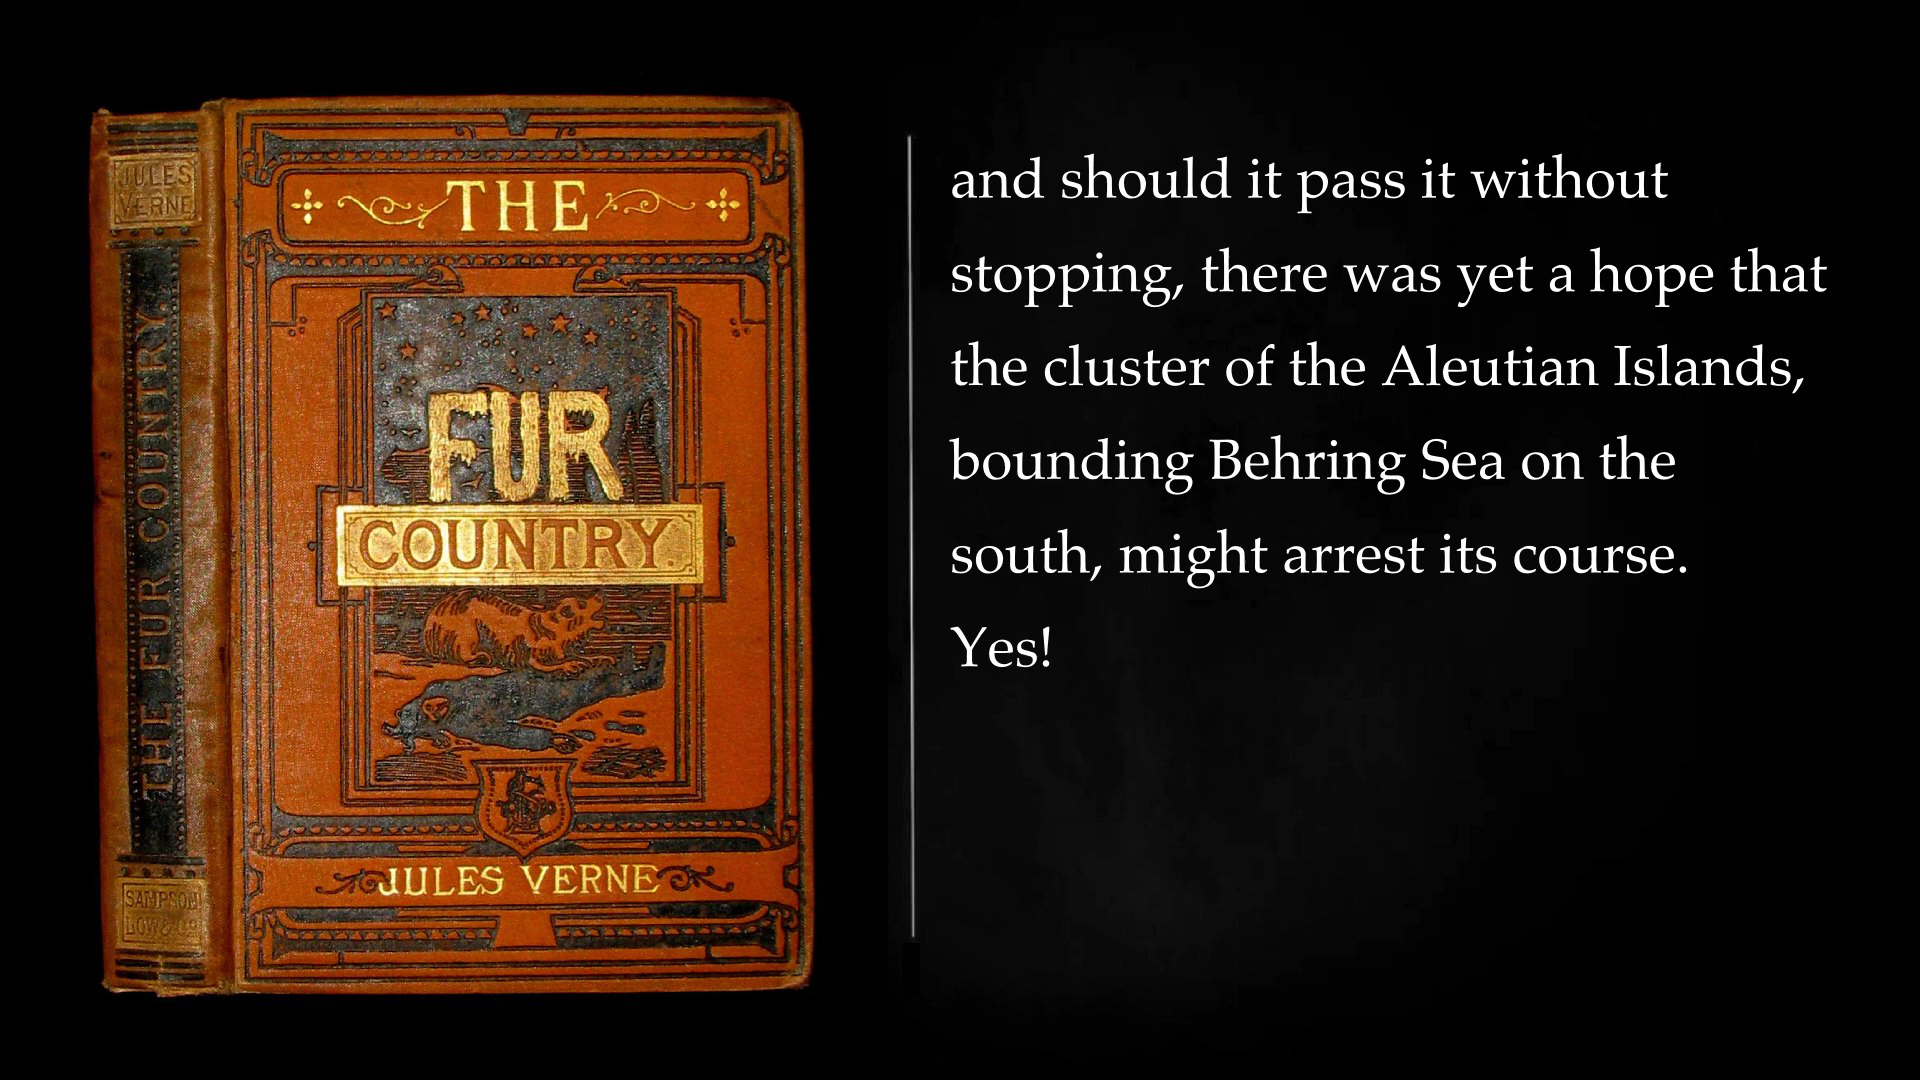 JULES
VERNE
THE FUR COUNTRY.
SAMPSON
LOW & Co
THE
FUR
COUNTRY.
JULES VERNE
and should it pass it without
stopping, there was yet a hope that
the cluster of the Aleutian Islands,
bounding Behring Sea on the
south, might arrest its course.
Yes!